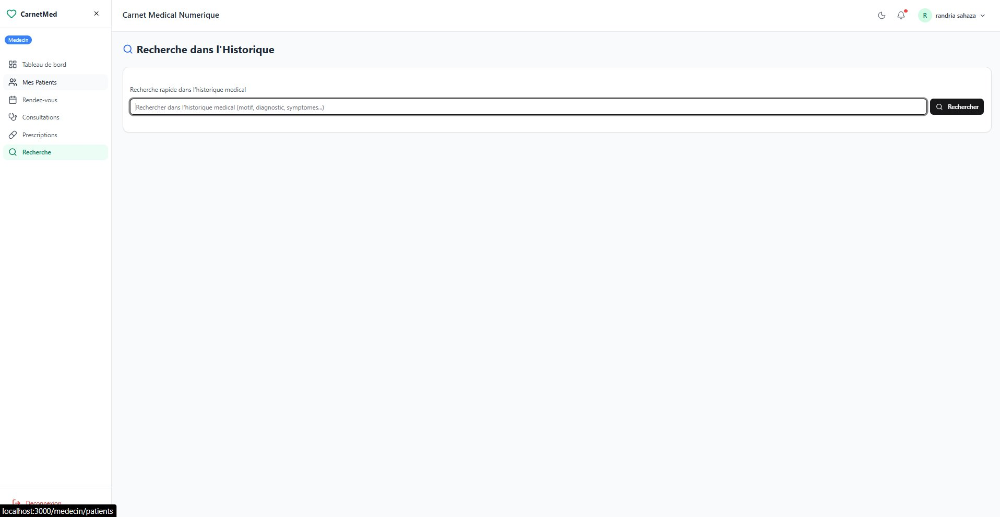 CarnetMed
Medecin
Tableau de bord
Mes Patients
Rendez-vous
Consultations
Prescriptions
Recherche
Deconnexion
localhost:3000/medecin/patients
Carnet Medical Numerique
R randria sahaza
Recherche dans l'Historique
Recherche rapide dans l'historique medical
Rechercher dans l'historique medical (motif, diagnostic, symptomes...)
Rechercher